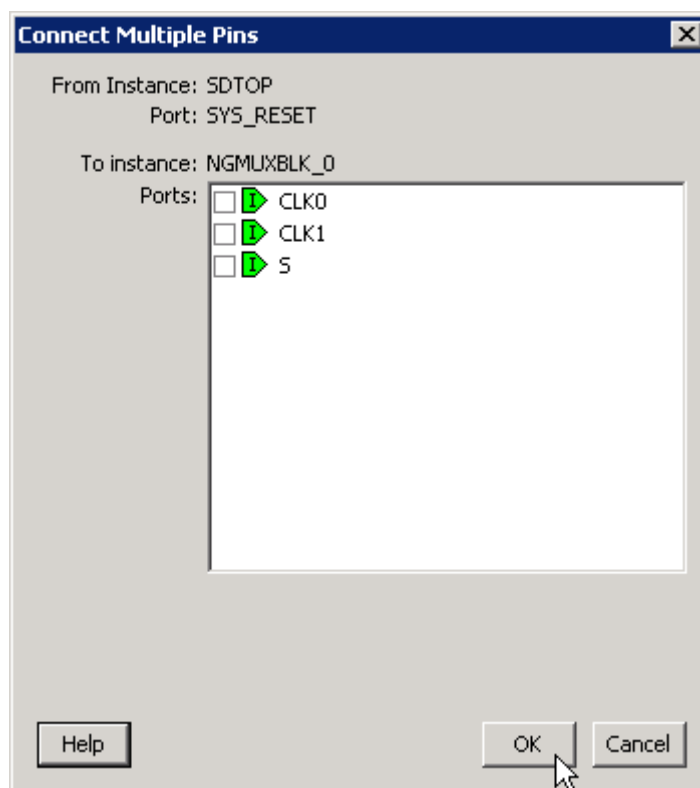 Connect Multiple Pins
From Instance: SDTOP
Port: SYS_RESET
To instance: NGMUXBLK_0
Ports:
I CLK0
I CLK1
I S
Help OK Cancel